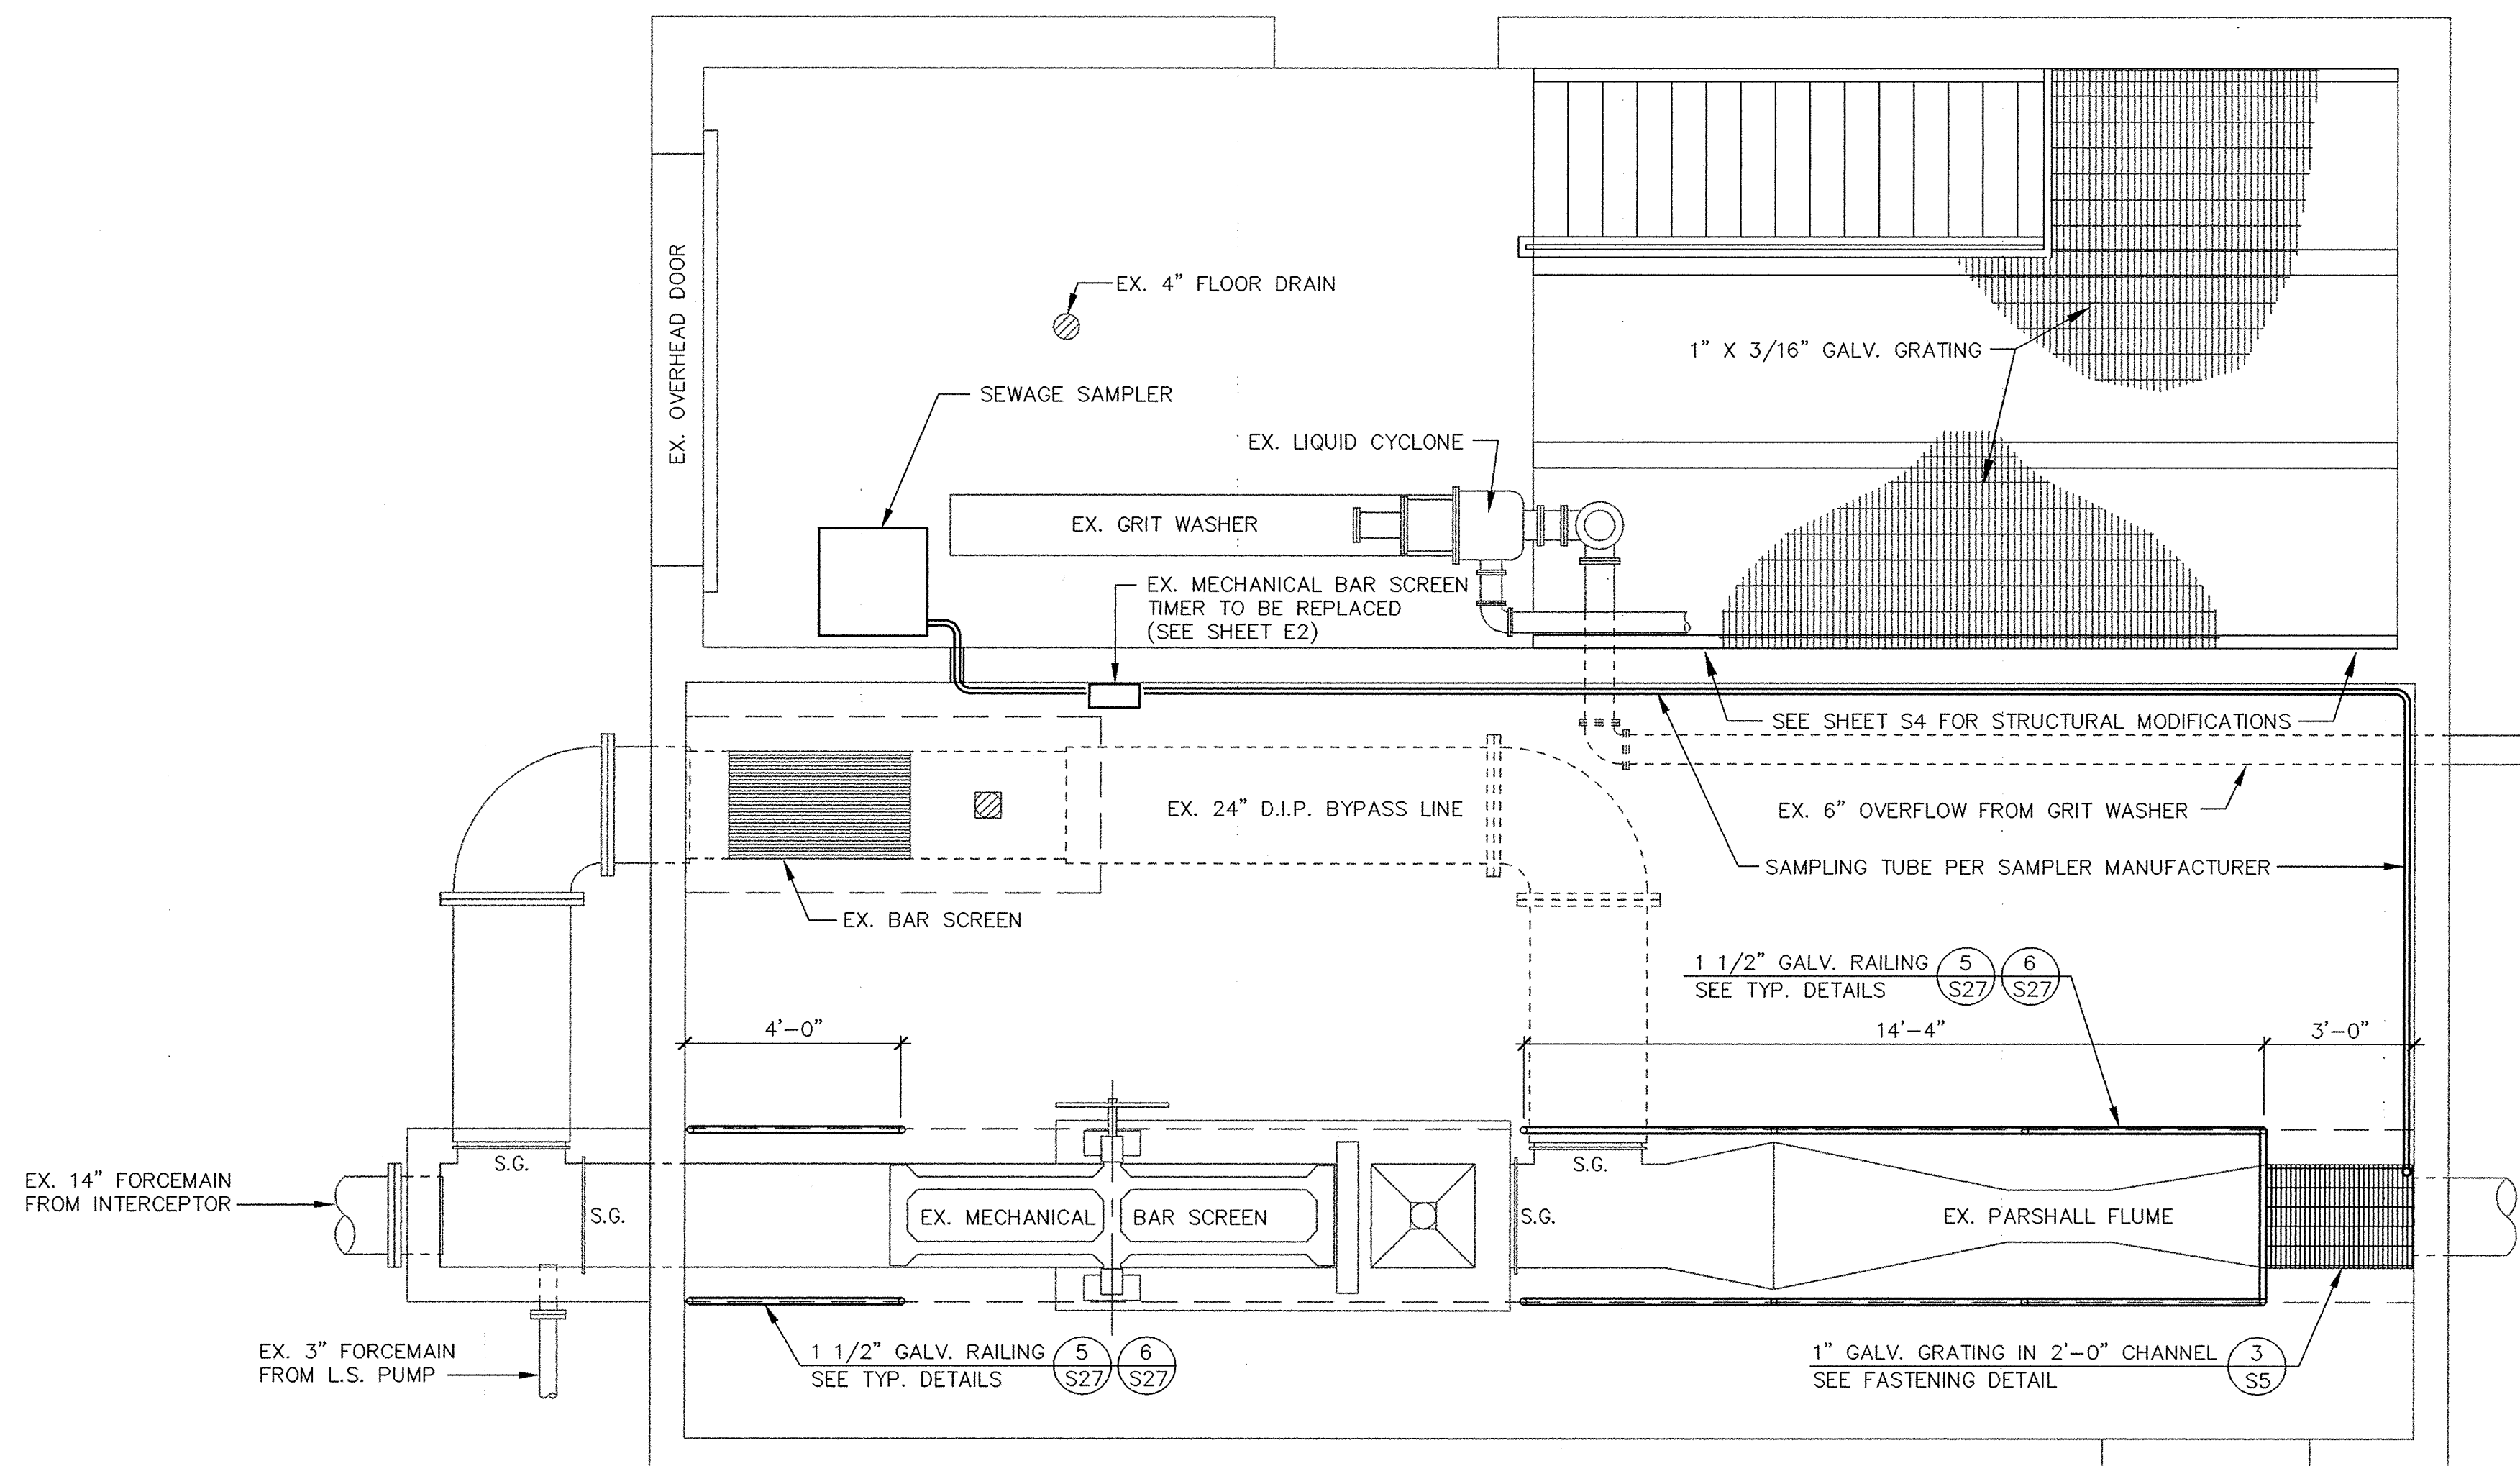 EX. OVERHEAD DOOR
EX. 4” FLOOR DRAIN
1” X 3/16” GALV. GRATING
SEWAGE SAMPLER
EX. LIQUID CYCLONE
EX. GRIT WASHER
EX. MECHANICAL BAR SCREEN
TIMER TO BE REPLACED
(SEE SHEET E2)
SEE SHEET S4 FOR STRUCTURAL MODIFICATIONS
EX. 24” D.I.P. BYPASS LINE
EX. 6” OVERFLOW FROM GRIT WASHER
SAMPLING TUBE PER SAMPLER MANUFACTURER
EX. BAR SCREEN
1 1/2” GALV. RAILING
SEE TYP. DETAILS
5
S27
6
S27
4’–0”
14’–4”
3’–0”
S.G.
S.G.
EX. 14” FORCEMAIN
FROM INTERCEPTOR
S.G.
EX. MECHANICAL BAR SCREEN
S.G.
EX. PARSHALL FLUME
EX. 3” FORCEMAIN
FROM L.S. PUMP
1 1/2” GALV. RAILING
SEE TYP. DETAILS
5
S27
6
S27
1” GALV. GRATING IN 2’–0” CHANNEL
SEE FASTENING DETAIL
3
S5